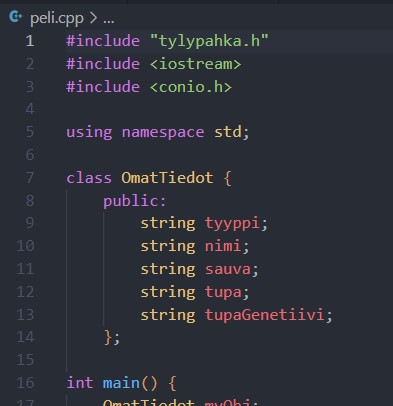 peli.cpp > ...
1 #include "tylypahka.h"
2 #include <iostream>
3 #include <conio.h>
4
5 using namespace std;
6
7 class OmatTiedot {
8 public:
9 string tyyppi;
10 string nimi;
11 string sauva;
12 string tupa;
13 string tupaGenetiivi;
14 };
15
16 int main() {
17 OmatTiedot myObj;